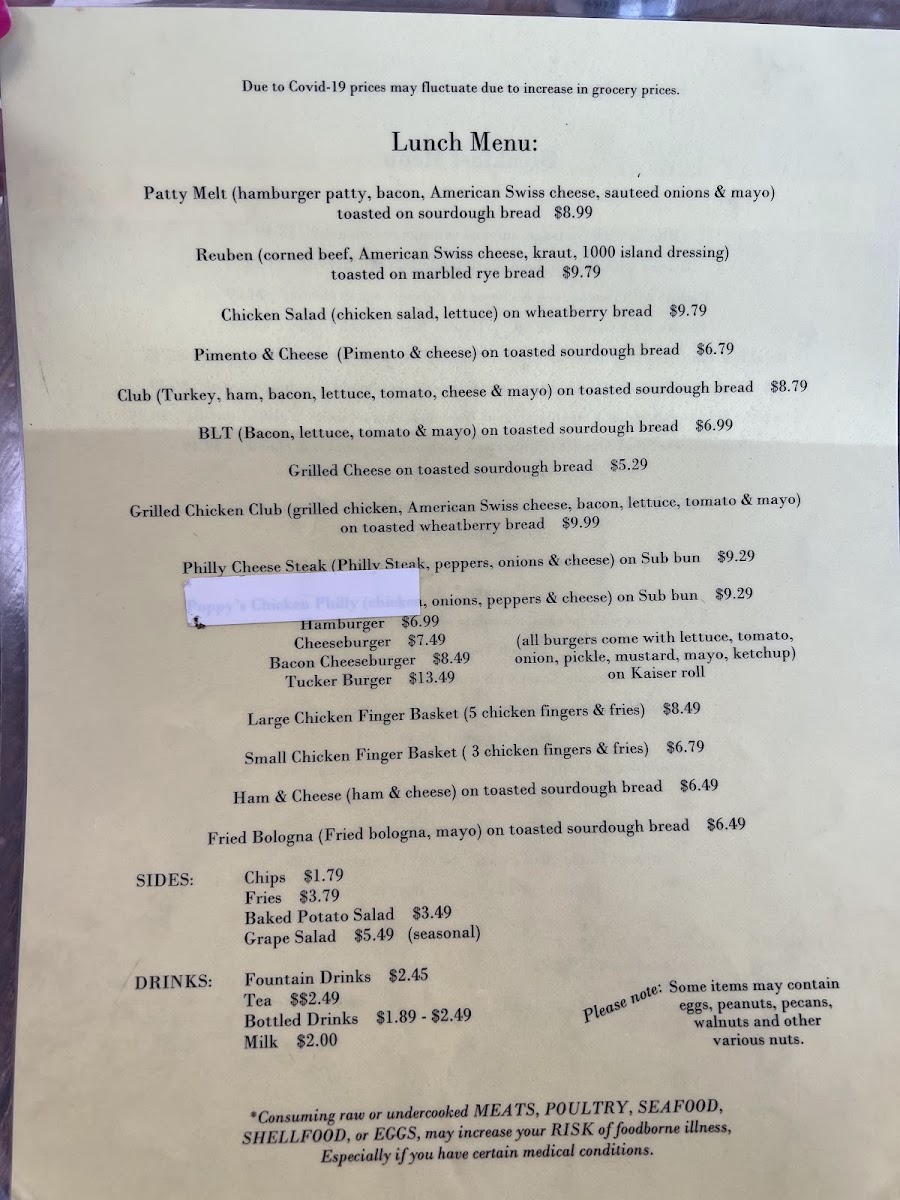 Due to Covid-19 prices may fluctuate due to increase in grocery prices.
Lunch Menu:
Patty Melt (hamburger patty, bacon, American Swiss cheese, sauteed onions & mayo)
toasted on sourdough bread $8.99
Reuben (corned beef, American Swiss cheese, kraut, 1000 island dressing)
toasted on marbled rye bread $9.79
Chicken Salad (chicken salad, lettuce) on wheatberry bread $9.79
Pimento & Cheese (Pimento & cheese) on toasted sourdough bread $6.79
Club (Turkey, ham, bacon, lettuce, tomato, cheese & mayo) on toasted sourdough bread $8.79
BLT (Bacon, lettuce, tomato & mayo) on toasted sourdough bread $6.99
Grilled Cheese on toasted sourdough bread $5.29
Grilled Chicken Club (grilled chicken, American Swiss cheese, bacon, lettuce, tomato & mayo)
on toasted wheatberry bread $9.99
Philly Cheese Steak (Philly Steak, peppers, onions & cheese) on Sub bun $9.29
Poppy's Chicken Philly (chicken, onions, peppers & cheese) on Sub bun $9.29
Hamburger $6.99
Cheeseburger $7.49
Bacon Cheeseburger $8.49
Tucker Burger $13.49
(all burgers come with lettuce, tomato,
onion, pickle, mustard, mayo, ketchup)
on Kaiser roll
Large Chicken Finger Basket (5 chicken fingers & fries) $8.49
Small Chicken Finger Basket ( 3 chicken fingers & fries) $6.79
Ham & Cheese (ham & cheese) on toasted sourdough bread $6.49
Fried Bologna (Fried bologna, mayo) on toasted sourdough bread $6.49
SIDES:
Chips $1.79
Fries $3.79
Baked Potato Salad $3.49
Grape Salad $5.49 (seasonal)
DRINKS:
Fountain Drinks $2.45
Tea $$2.49
Bottled Drinks $1.89 - $2.49
Milk $2.00
Please note: Some items may contain
eggs, peanuts, pecans,
walnuts and other
various nuts.
*Consuming raw or undercooked MEATS, POULTRY, SEAFOOD,
SHELLFOOD, or EGGS, may increase your RISK of foodborne illness,
Especially if you have certain medical conditions.